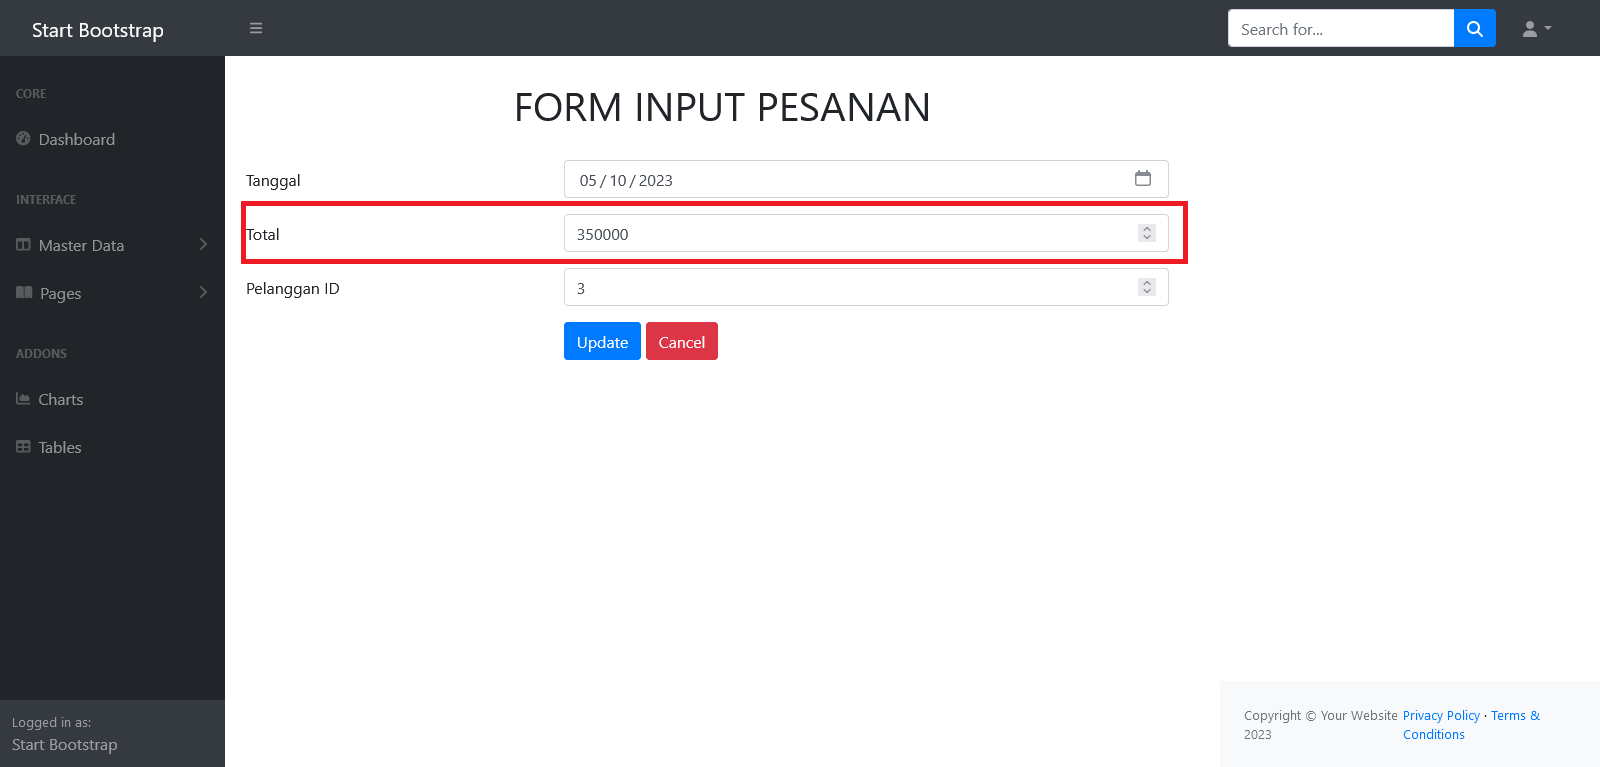 Start Bootstrap
Search for...
CORE
Dashboard
INTERFACE
Master Data
Pages
ADDONS
Charts
Tables
Logged in as:
Start Bootstrap
FORM INPUT PESANAN
Tanggal
05 / 10 / 2023
Total
350000
Pelanggan ID
3
Update Cancel
Copyright © Your Website 2023
Privacy Policy · Terms & Conditions